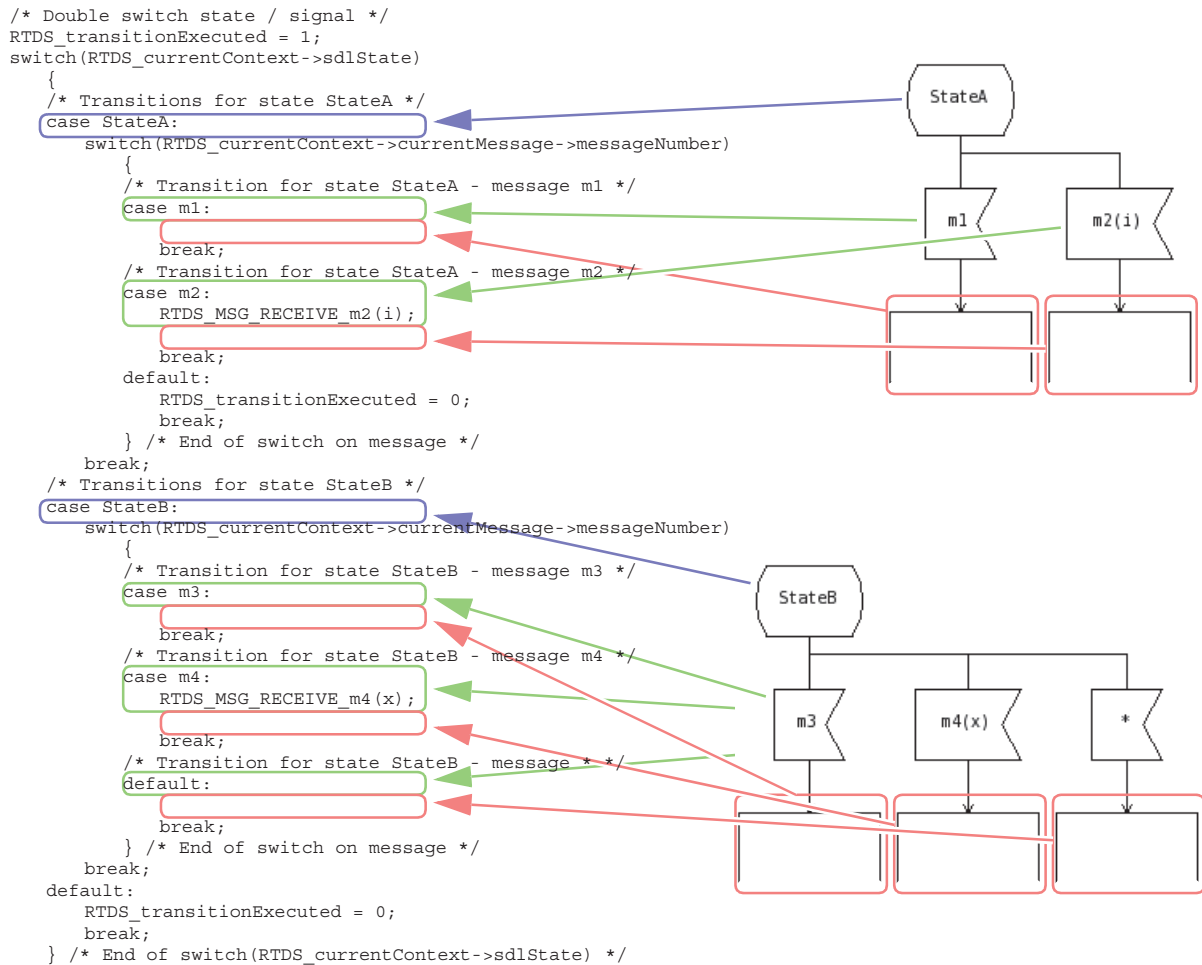 /* Double switch state / signal */
RTDS_transitionExecuted = 1;
switch(RTDS_currentContext->sdlState)
{
/* Transitions for state StateA */
case StateA:
switch(RTDS_currentContext->currentMessage->messageNumber)
{
/* Transition for state StateA - message m1 */
case m1:
break;
/* Transition for state StateA - message m2 */
case m2:
RTDS_MSG_RECEIVE_m2(i);
break;
default:
RTDS_transitionExecuted = 0;
break;
} /* End of switch on message */
break;
/* Transitions for state StateB */
case StateB:
switch(RTDS_currentContext->currentMessage->messageNumber)
{
/* Transition for state StateB - message m3 */
case m3:
break;
/* Transition for state StateB - message m4 */
case m4:
RTDS_MSG_RECEIVE_m4(x);
break;
/* Transition for state StateB - message * */
default:
break;
} /* End of switch on message */
break;
default:
RTDS_transitionExecuted = 0;
break;
} /* End of switch(RTDS_currentContext->sdlState) */
StateA
m1
m2(i)
StateB
m3
m4(x)
*